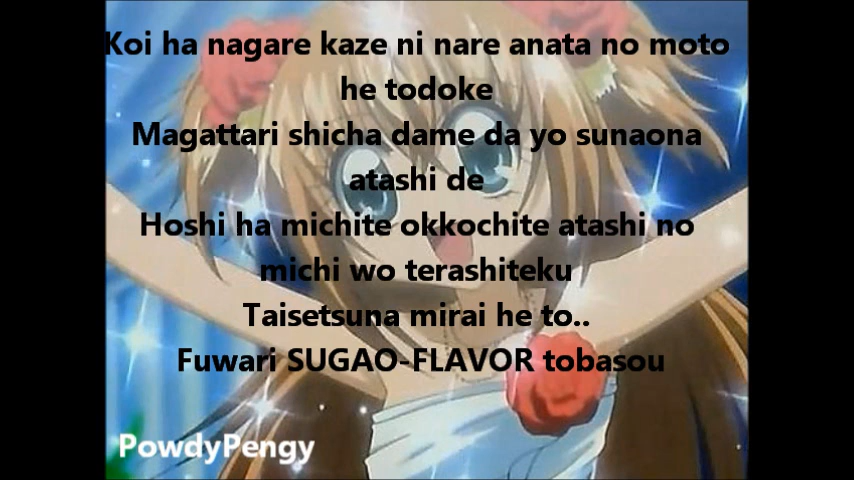 Koi ha nagare kaze ni nare anata no moto
he todoke
Magattari shicha dame da yo sunaona
atashi de
Hoshi ha michite okkochite atashi no
michi wo terashiteku
Taisetsuna mirai he to..
Fuwari SUGAO-FLAVOR tobasou
PowdyPengy